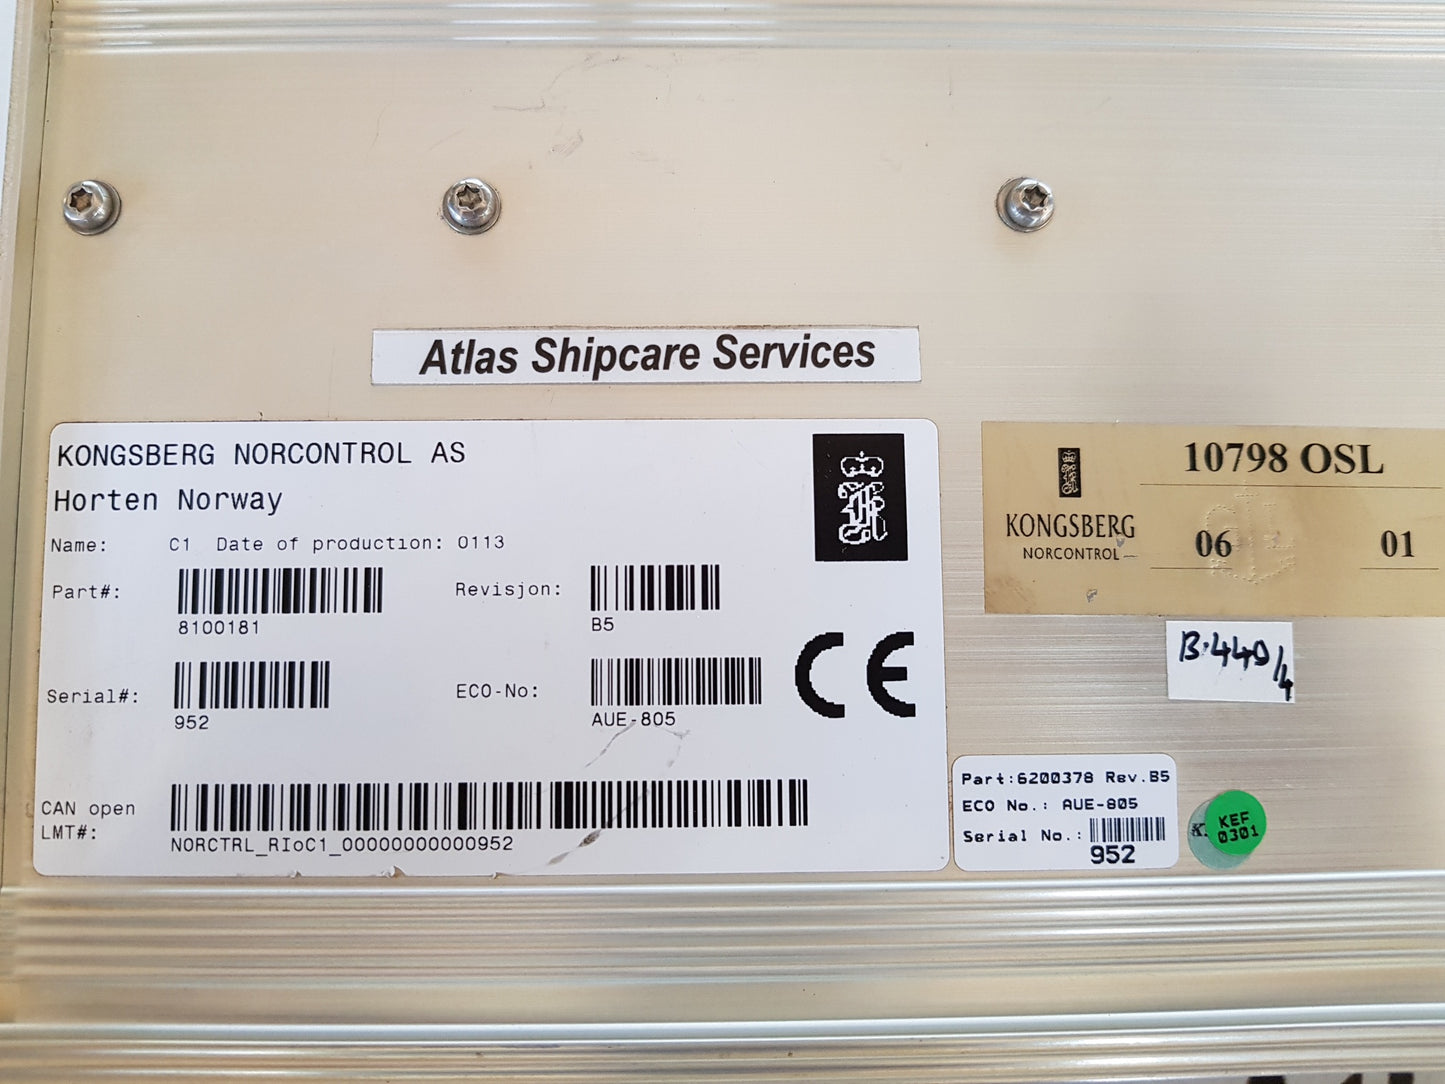 Atlas Shipcare Services
KONGSBERG NORCONTROL AS
Horten Norway
Name: C1 Date of production: 0113
Part#: Revisjon:
8100181 B5
Serial#: ECO-No:
952 AUE-805
CE
CAN open
LMT#:
NORCTRL_RIoC1_00000000000952
10798 OSL
KONGSBERG
NORCONTROL
06 01
B.440/4
Part:6200378 Rev.B5
ECO No.: AUE-805
Serial No.:
952
KEF
0301